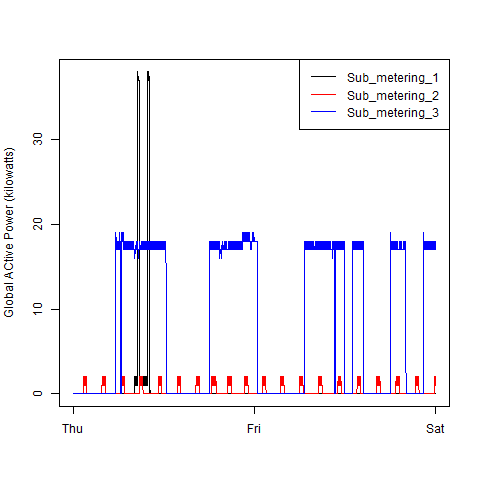 Sub_metering_1
Sub_metering_2
Sub_metering_3
Global ACtive Power (kilowatts)
30
20
10
0
Thu Fri Sat